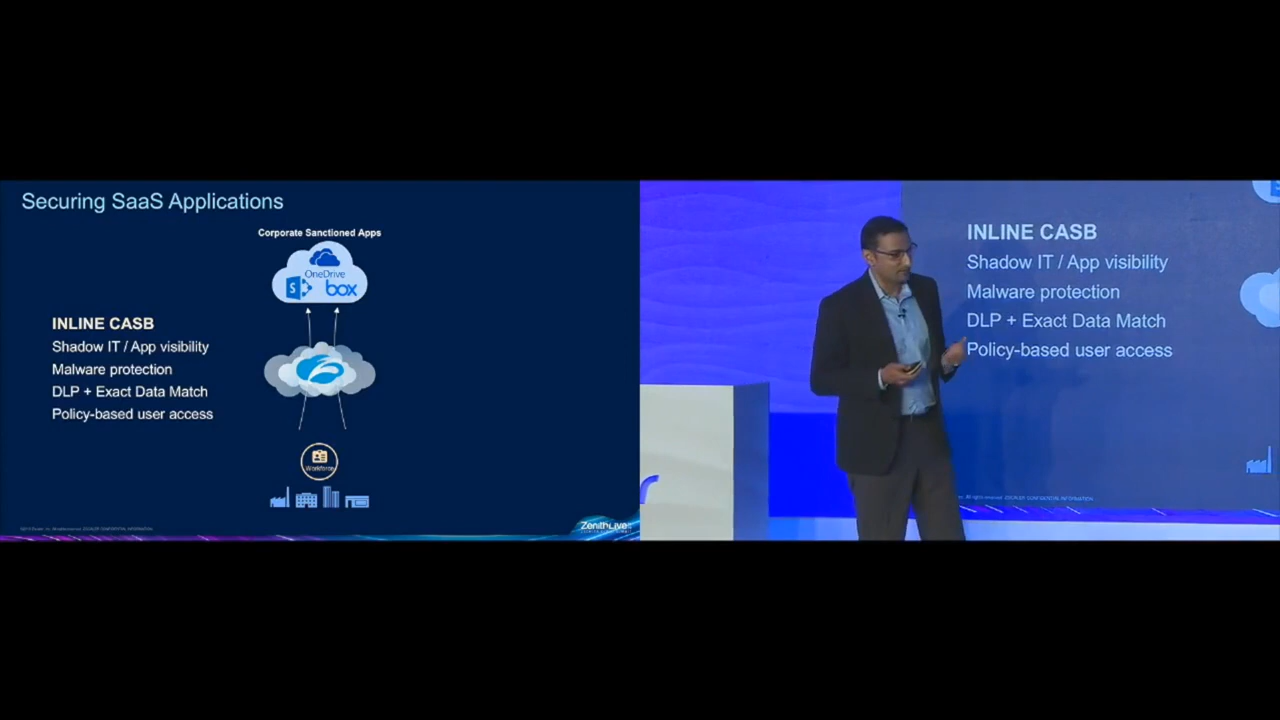 Securing SaaS Applications
Corporate Sanctioned Apps
OneDrive
S
box
INLINE CASB
Shadow IT / App visibility
Malware protection
DLP + Exact Data Match
Policy-based user access
Workforce
ZenithLive
INLINE CASB
Shadow IT / App visibility
Malware protection
DLP + Exact Data Match
Policy-based user access
r